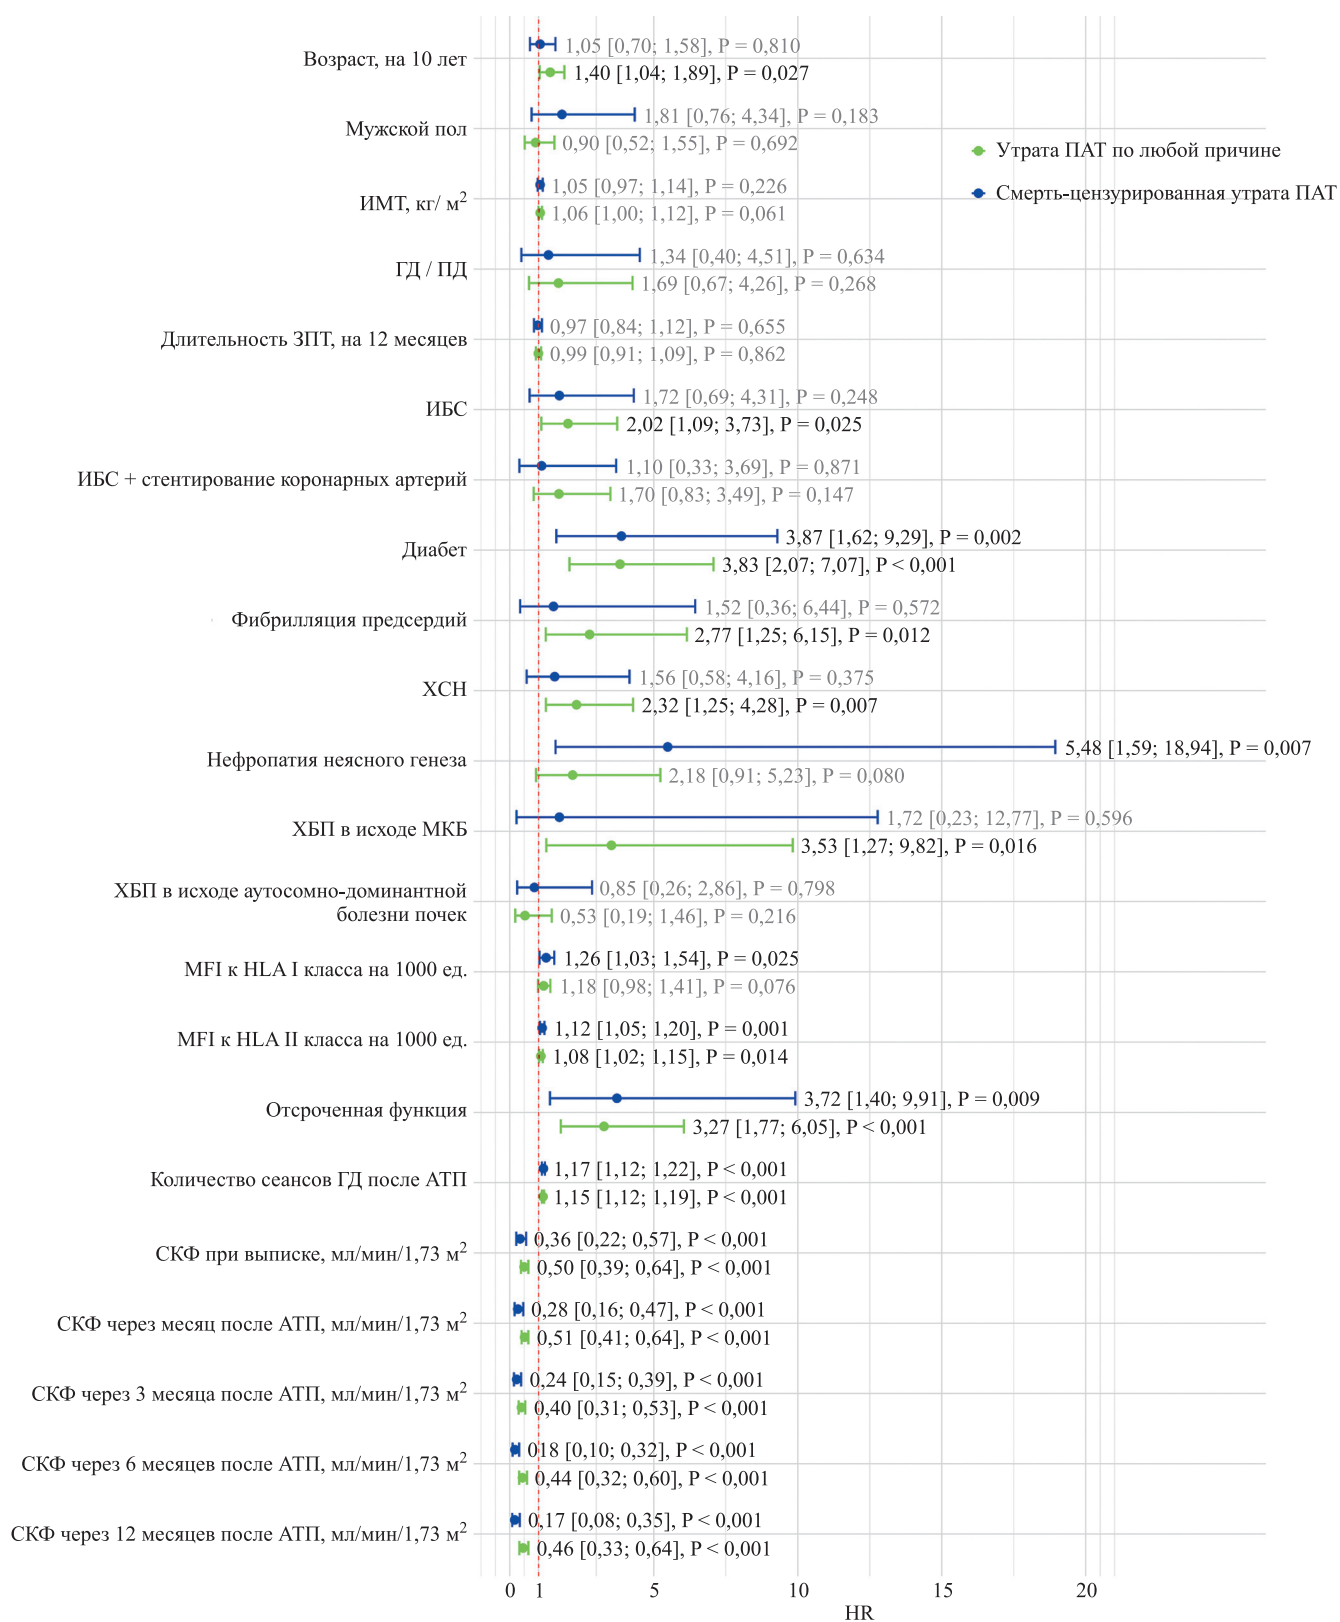 1,05 [0,70; 1,58], P = 0,810
Возраст, на 10 лет
1,40 [1,04; 1,89], P = 0,027
1,81 [0,76; 4,34], P = 0,183
Мужской пол
0,90 [0,52; 1,55], P = 0,692
Утрата ПАТ по любой причине
Смерть-цензурированная утрата ПАТ
1,05 [0,97; 1,14], P = 0,226
ИМТ, кг/ м²
1,06 [1,00; 1,12], P = 0,061
1,34 [0,40; 4,51], P = 0,634
ГД / ПД
1,69 [0,67; 4,26], P = 0,268
0,97 [0,84; 1,12], P = 0,655
Длительность ЗПТ, на 12 месяцев
0,99 [0,91; 1,09], P = 0,862
1,72 [0,69; 4,31], P = 0,248
ИБС
2,02 [1,09; 3,73], P = 0,025
1,10 [0,33; 3,69], P = 0,871
ИБС + стентирование коронарных артерий
1,70 [0,83; 3,49], P = 0,147
3,87 [1,62; 9,29], P = 0,002
Диабет
3,83 [2,07; 7,07], P < 0,001
1,52 [0,36; 6,44], P = 0,572
Фибрилляция предсердий
2,77 [1,25; 6,15], P = 0,012
1,56 [0,58; 4,16], P = 0,375
ХСН
2,32 [1,25; 4,28], P = 0,007
5,48 [1,59; 18,94], P = 0,007
Нефропатия неясного генеза
2,18 [0,91; 5,23], P = 0,080
1,72 [0,23; 12,77], P = 0,596
ХБП в исходе МКБ
3,53 [1,27; 9,82], P = 0,016
0,85 [0,26; 2,86], P = 0,798
ХБП в исходе аутосомно-доминантной
болезни почек
0,53 [0,19; 1,46], P = 0,216
1,26 [1,03; 1,54], P = 0,025
MFI к HLA I класса на 1000 ед.
1,18 [0,98; 1,41], P = 0,076
1,12 [1,05; 1,20], P = 0,001
MFI к HLA II класса на 1000 ед.
1,08 [1,02; 1,15], P = 0,014
3,72 [1,40; 9,91], P = 0,009
Отсроченная функция
3,27 [1,77; 6,05], P < 0,001
1,17 [1,12; 1,22], P < 0,001
Количество сеансов ГД после АТП
1,15 [1,12; 1,19], P < 0,001
0,36 [0,22; 0,57], P < 0,001
СКФ при выписке, мл/мин/1,73 м²
0,50 [0,39; 0,64], P < 0,001
0,28 [0,16; 0,47], P < 0,001
СКФ через месяц после АТП, мл/мин/1,73 м²
0,51 [0,41; 0,64], P < 0,001
0,24 [0,15; 0,39], P < 0,001
СКФ через 3 месяца после АТП, мл/мин/1,73 м²
0,40 [0,31; 0,53], P < 0,001
018 [0,10; 0,32], P < 0,001
СКФ через 6 месяцев после АТП, мл/мин/1,73 м²
0,44 [0,32; 0,60], P < 0,001
0,17 [0,08; 0,35], P < 0,001
СКФ через 12 месяцев после АТП, мл/мин/1,73 м²
0,46 [0,33; 0,64], P < 0,001
0 1 5 10 15 20
HR